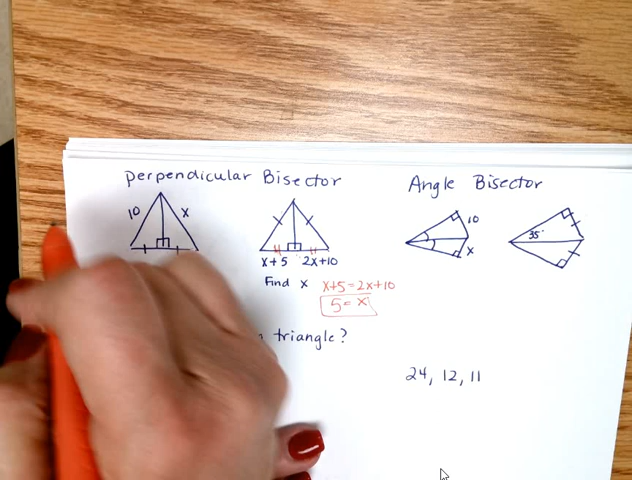 Perpendicular Bisector
Angle Bisector
10 x
x+5 2x+10
10
x
35°
Find x x+5=2x+10
5=x
triangle?
24, 12, 11